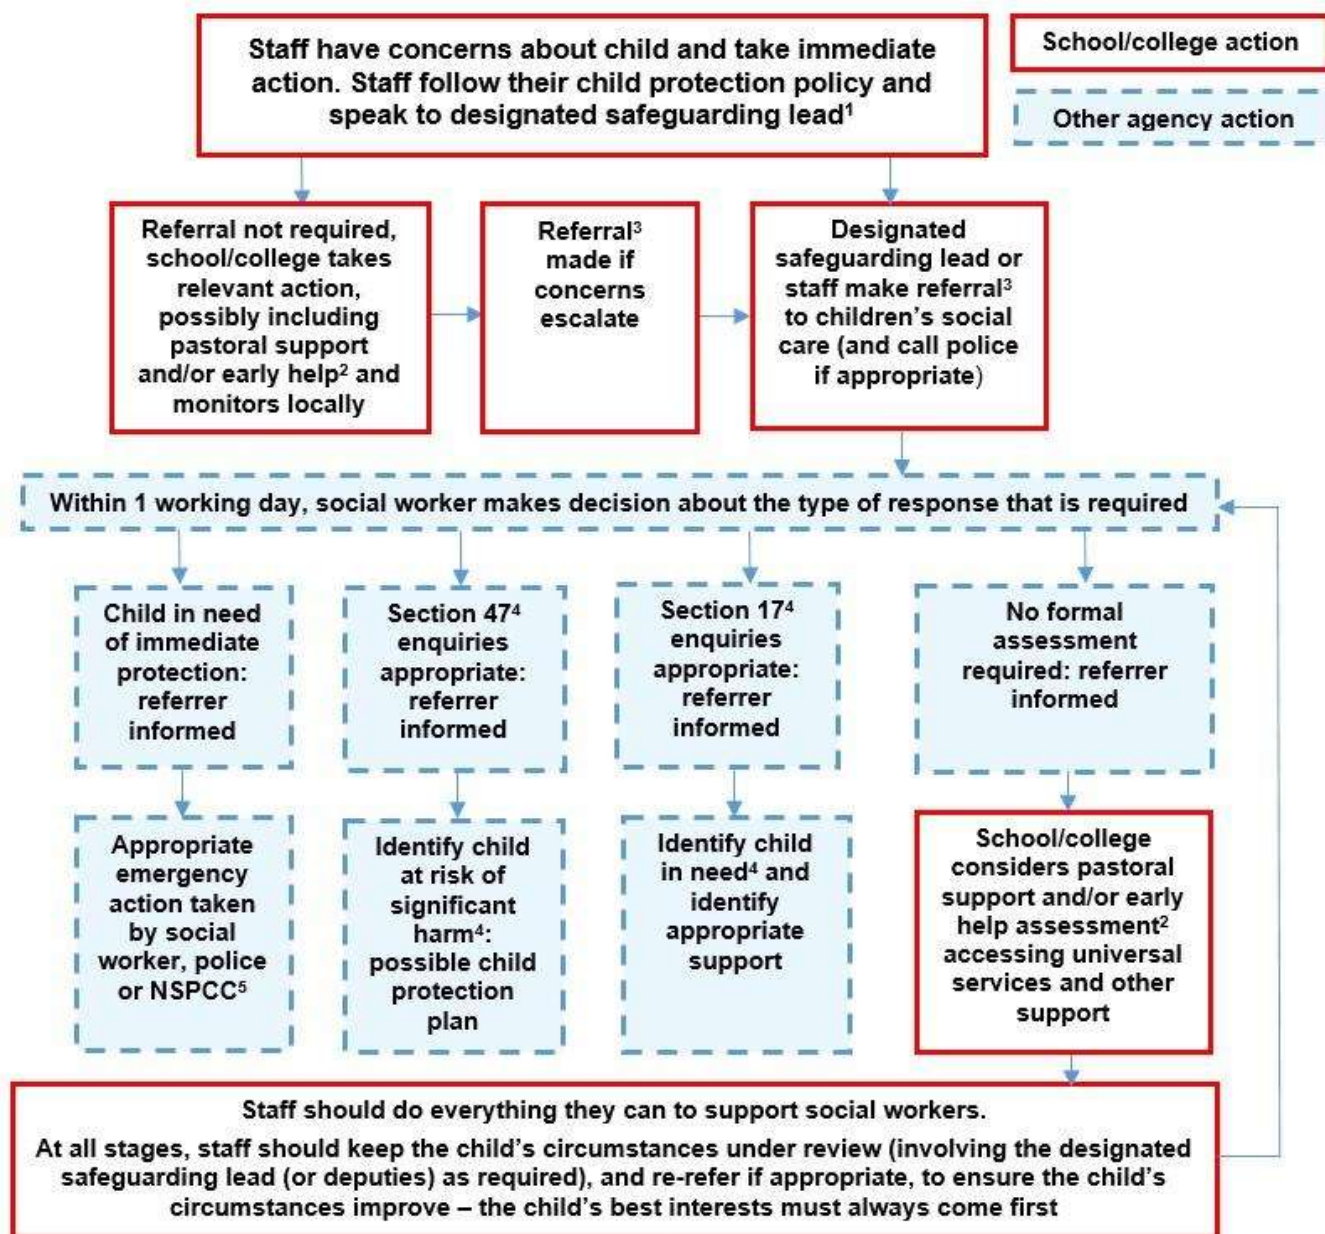 Staff have concerns about child and take immediate
action. Staff follow their child protection policy and
speak to designated safeguarding lead¹
School/college action
Other agency action
Referral not required,
school/college takes
relevant action,
possibly including
pastoral support
and/or early help² and
monitors locally
Referral³
made if
concerns
escalate
Designated
safeguarding lead or
staff make referral³
to children’s social
care (and call police
if appropriate)
Within 1 working day, social worker makes decision about the type of response that is required
Child in need
of immediate
protection:
referrer
informed
Section 47⁴
enquiries
appropriate:
referrer
informed
Section 17⁴
enquiries
appropriate:
referrer
informed
No formal
assessment
required: referrer
informed
Appropriate
emergency
action taken
by social
worker, police
or NSPCC⁵
Identify child
at risk of
significant
harm⁴:
possible child
protection
plan
Identify child
in need⁴ and
identify
appropriate
support
School/college
considers pastoral
support and/or early
help assessment²
accessing universal
services and other
support
Staff should do everything they can to support social workers.
At all stages, staff should keep the child’s circumstances under review (involving the designated
safeguarding lead (or deputies) as required), and re-refer if appropriate, to ensure the child’s
circumstances improve – the child’s best interests must always come first